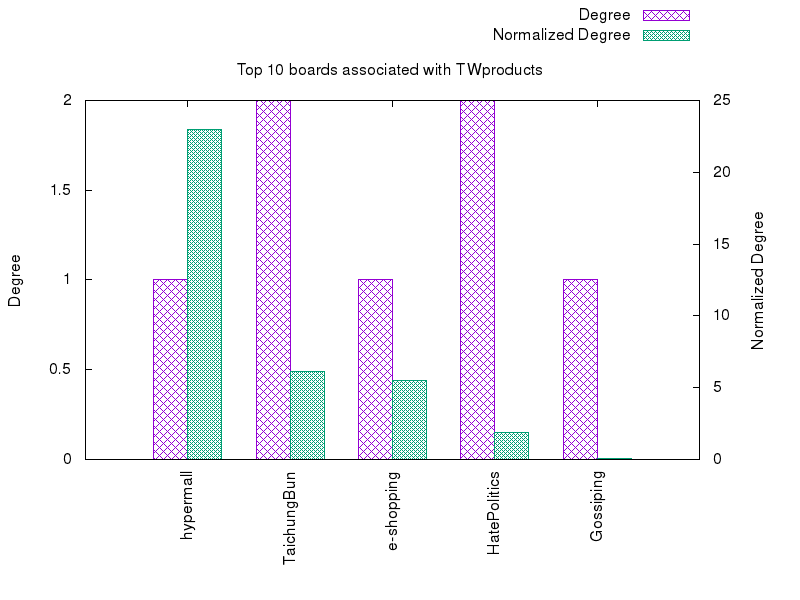 Degree
Normalized Degree
Top 10 boards associated with TWproducts
2
1.5
1
0.5
0
25
20
15
10
5
0
Degree
Normalized Degree
hypermall
TaichungBun
e-shopping
HatePolitics
Gossiping